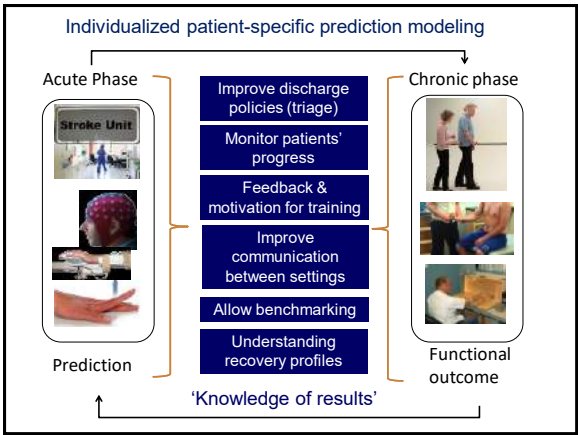 Individualized patient-specific prediction modeling
Acute Phase
Chronic phase
Stroke Unit
Improve discharge
policies (triage)
Monitor patients'
progress
Feedback &
motivation for training
Improve
communication
between settings
Allow benchmarking
Understanding
recovery profiles
Prediction
Functional
outcome
‘Knowledge of results’